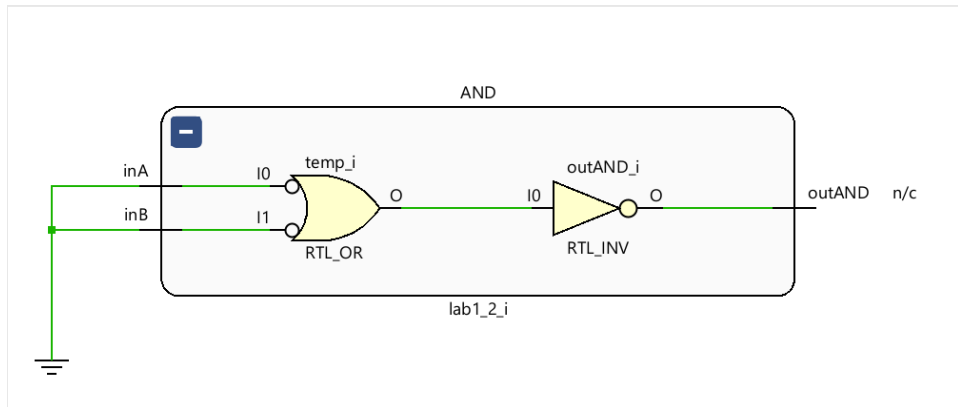 AND
temp_i
outAND_i
inA
I0
O
I0
O
outAND
n/c
inB
I1
RTL_OR
RTL_INV
lab1_2_i